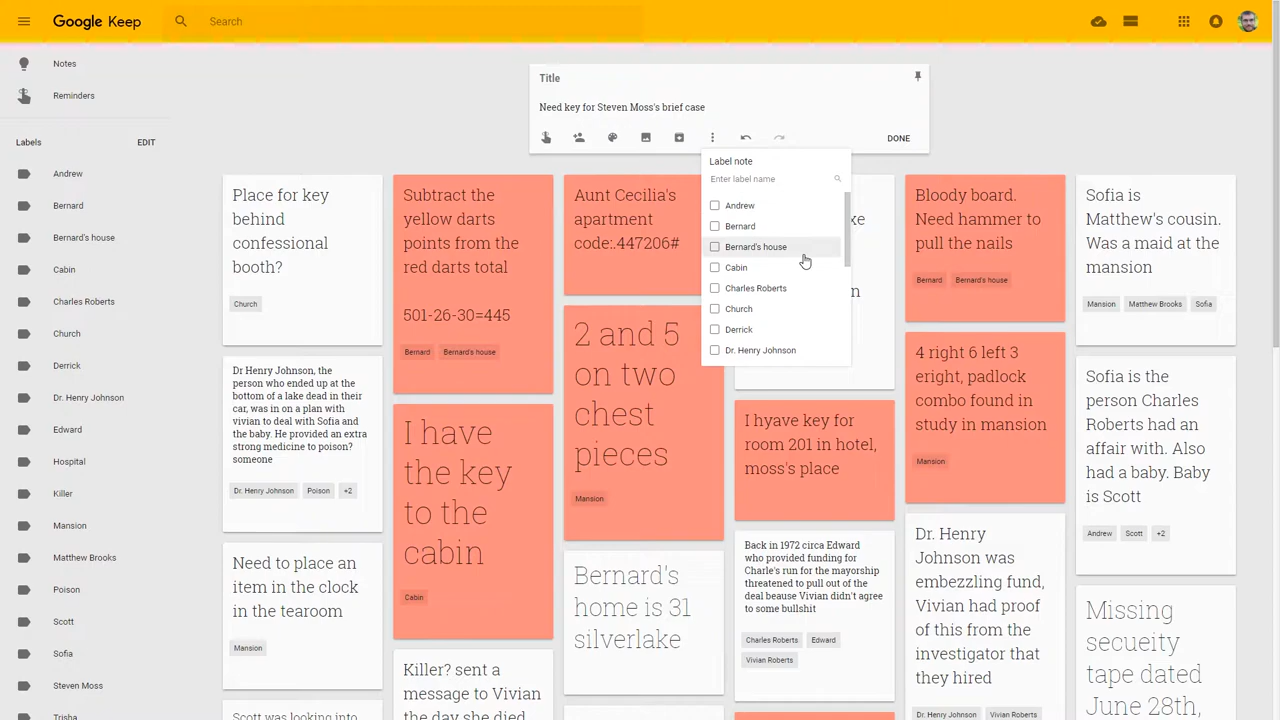 Google Keep
Search
Notes
Reminders
Labels
EDIT
Andrew
Bernard
Bernard's house
Cabin
Charles Roberts
Church
Derrick
Dr. Henry Johnson
Edward
Hospital
Killer
Mansion
Matthew Brooks
Poison
Scott
Sofia
Steven Moss
Trisha
Title
Need key for Steven Moss's brief case
DONE
Label note
Enter label name
Andrew
Bernard
Bernard's house
Cabin
Charles Roberts
Church
Derrick
Dr. Henry Johnson
Place for key
behind
confessional
booth?
Church
Dr Henry Johnson, the
person who ended up at the
bottom of a lake dead in their
car, was in on a plan with
vivian to deal with Sofia and
the baby. He provided an extra
strong medicine to poison?
someone
Dr. Henry Johnson
Poison
+2
Need to place an
item in the clock
in the tearoom
Mansion
Scott was looking into
Subtract the
yellow darts
points from the
red darts total
501-26-30=445
Bernard
Bernard's house
I have
the key
to the
cabin
Cabin
Killer? sent a
message to Vivian
the day she died
Aunt Cecilia's
apartment
code:.447206#
2 and 5
on two
chest
pieces
Mansion
Bernard's
home is 31
silverlake
I hyave key for
room 201 in hotel,
moss's place
Back in 1972 circa Edward
who provided funding for
Charle's run for the mayorship
threatened to pull out of the
deal beause Vivian didn't agree
to some bullshit
Charles Roberts
Edward
Vivian Roberts
Bloody board.
Need hammer to
pull the nails
Bernard
Bernard's house
4 right 6 left 3
eright, padlock
combo found in
study in mansion
Mansion
Dr. Henry
Johnson was
embezzling fund,
Vivian had proof
of this from the
investigator that
they hired
Dr. Henry Johnson
Vivian Roberts
Sofia is
Matthew's cousin.
Was a maid at the
mansion
Mansion
Matthew Brooks
Sofia
Sofia is the
person Charles
Roberts had an
affair with. Also
had a baby. Baby
is Scott
Andrew
Scott
+2
Missing
secueity
tape dated
June 28th,